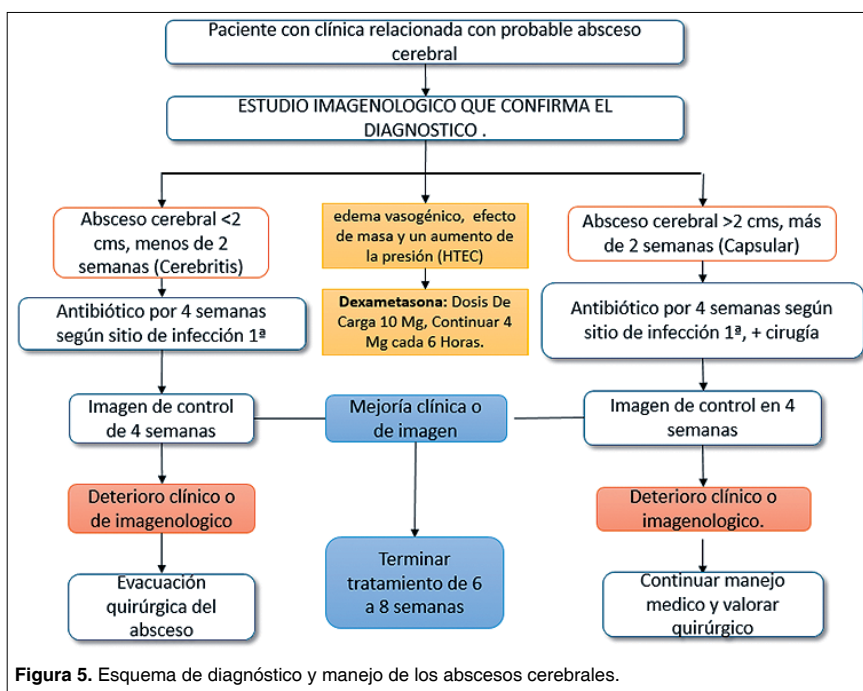 Paciente con clínica relacionada con probable absceso
cerebral
ESTUDIO IMAGENOLOGICO QUE CONFIRMA EL
DIAGNOSTICO .
Absceso cerebral <2
cms, menos de 2
semanas (Cerebritis)
edema vasogénico, efecto
de masa y un aumento de
la presión (HTEC)
Absceso cerebral >2 cms, más
de 2 semanas (Capsular)
Antibiótico por 4 semanas
según sitio de infección 1ª
Dexametasona: Dosis De
Carga 10 Mg, Continuar 4
Mg cada 6 Horas.
Antibiótico por 4 semanas según
sitio de infección 1ª, + cirugía
Imagen de control
de 4 semanas
Mejoría clínica o
de imagen
Imagen de control en 4
semanas
Deterioro clínico o
de imagenologico
Deterioro clínico o
imagenologico.
Evacuación
quirúrgica del
absceso
Terminar
tratamiento de 6
a 8 semanas
Continuar manejo
medico y valorar
quirúrgico
Figura 5. Esquema de diagnóstico y manejo de los abscesos cerebrales.